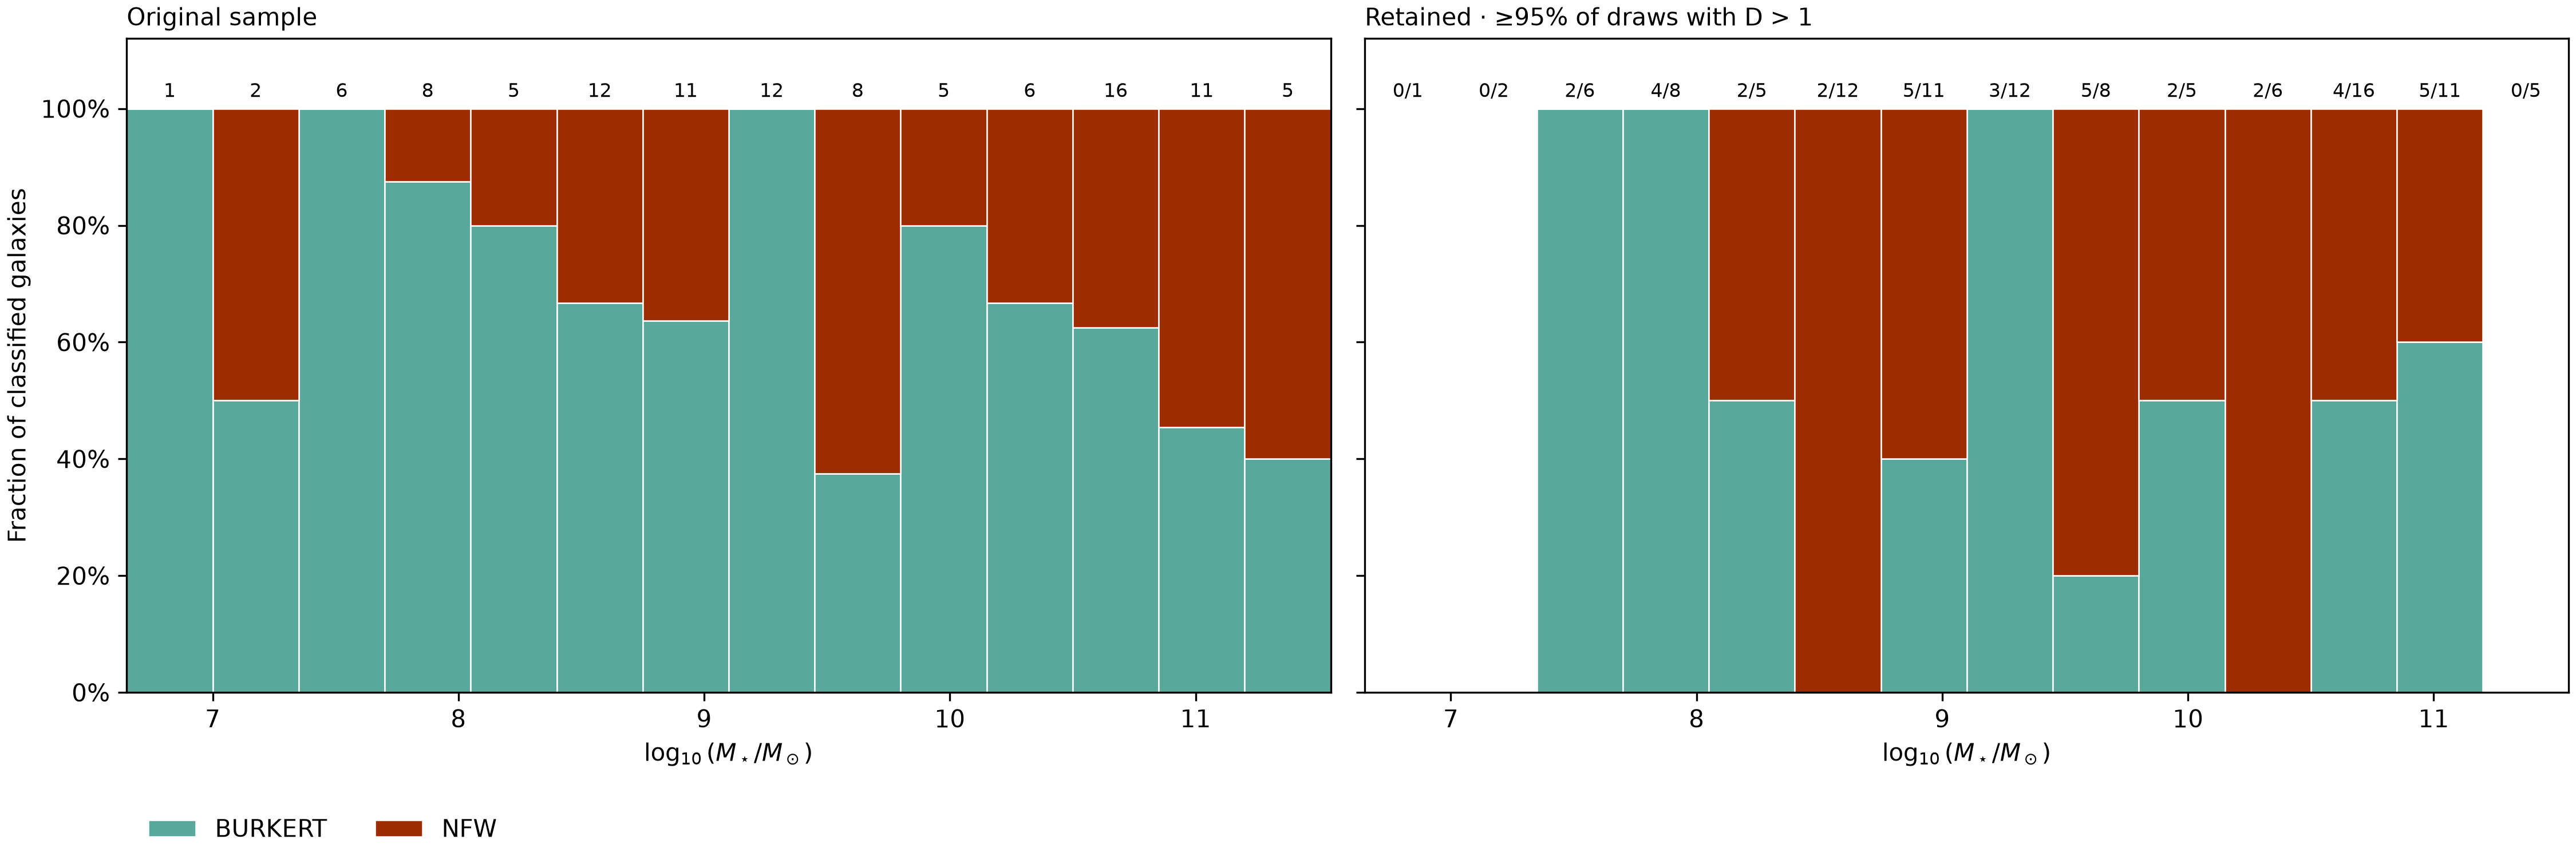 Original sample
Retained · ≥95% of draws with D > 1
1 2 6 8 5 12 11 12 8 5 6 16 11 5
0/1 0/2 2/6 4/8 2/5 2/12 5/11 3/12 5/8 2/5 2/6 4/16 5/11 0/5
Fraction of classified galaxies
100%
80%
60%
40%
20%
0%
7 8 9 10 11
7 8 9 10 11
log₁₀(M⋆/M⊙)
log₁₀(M⋆/M⊙)
BURKERT NFW